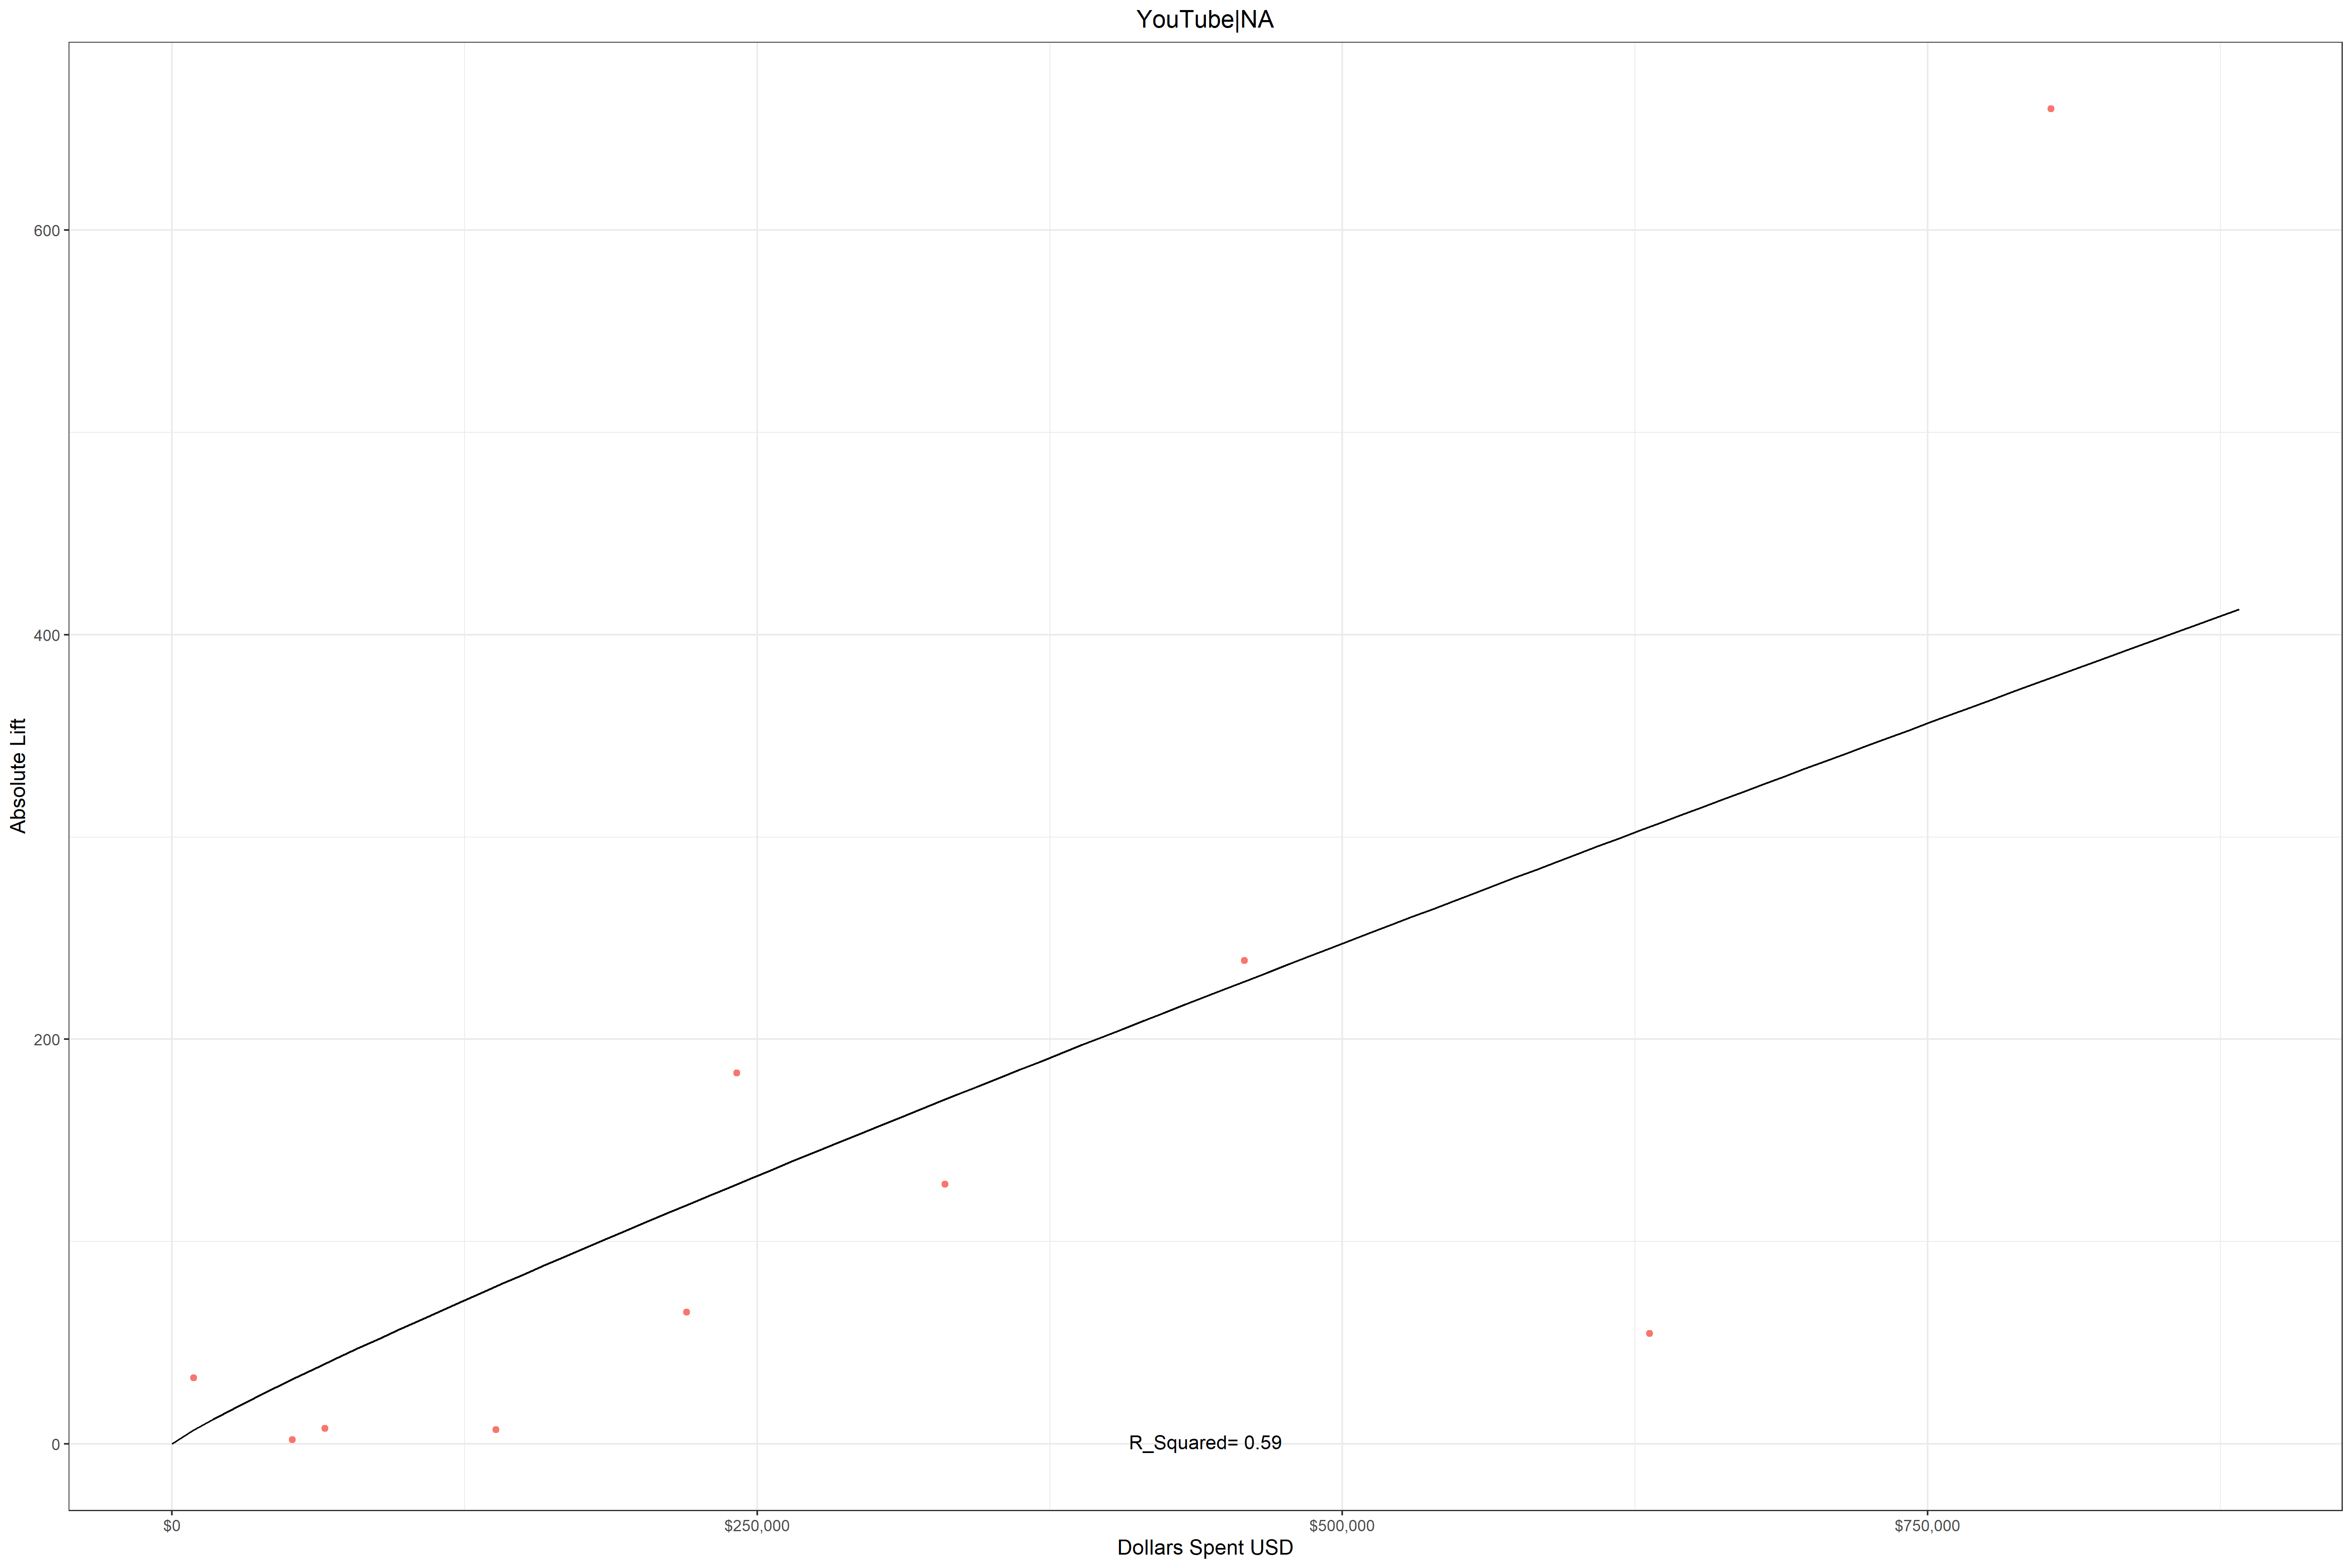 YouTube|NA
600
400
200
0
Absolute Lift
R_Squared= 0.59
$0
$250,000
$500,000
$750,000
Dollars Spent USD